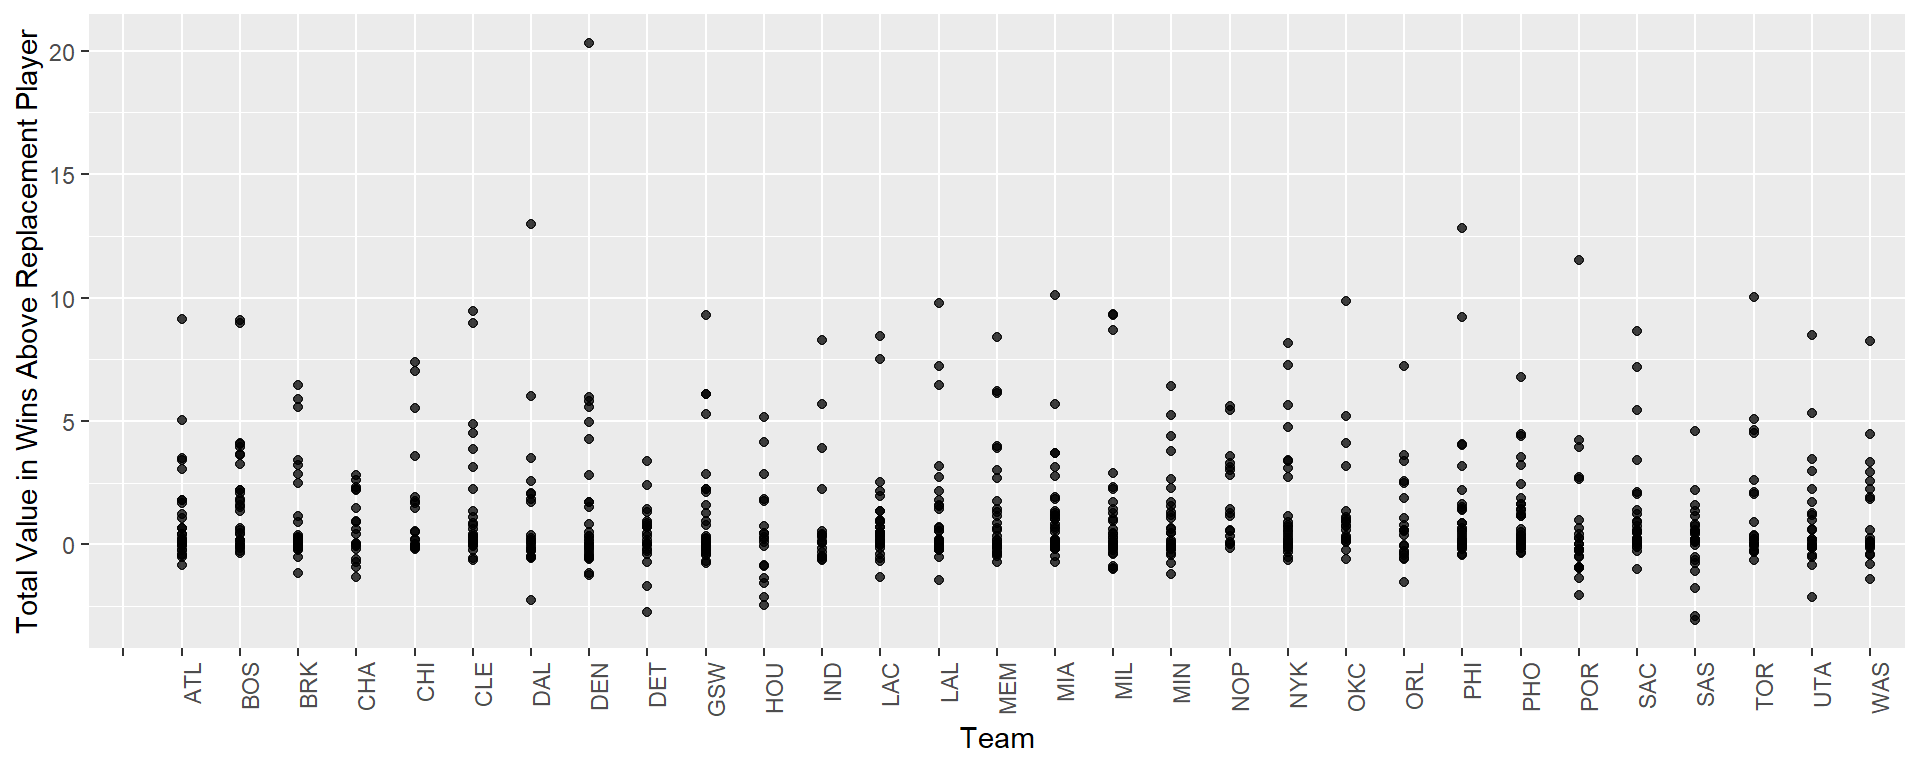 Total Value in Wins Above Replacement Player
20
15
10
5
0
ATL
BOS
BRK
CHA
CHI
CLE
DAL
DEN
DET
GSW
HOU
IND
LAC
LAL
MEM
MIA
MIL
MIN
NOP
NYK
OKC
ORL
PHI
PHO
POR
SAC
SAS
TOR
UTA
WAS
Team